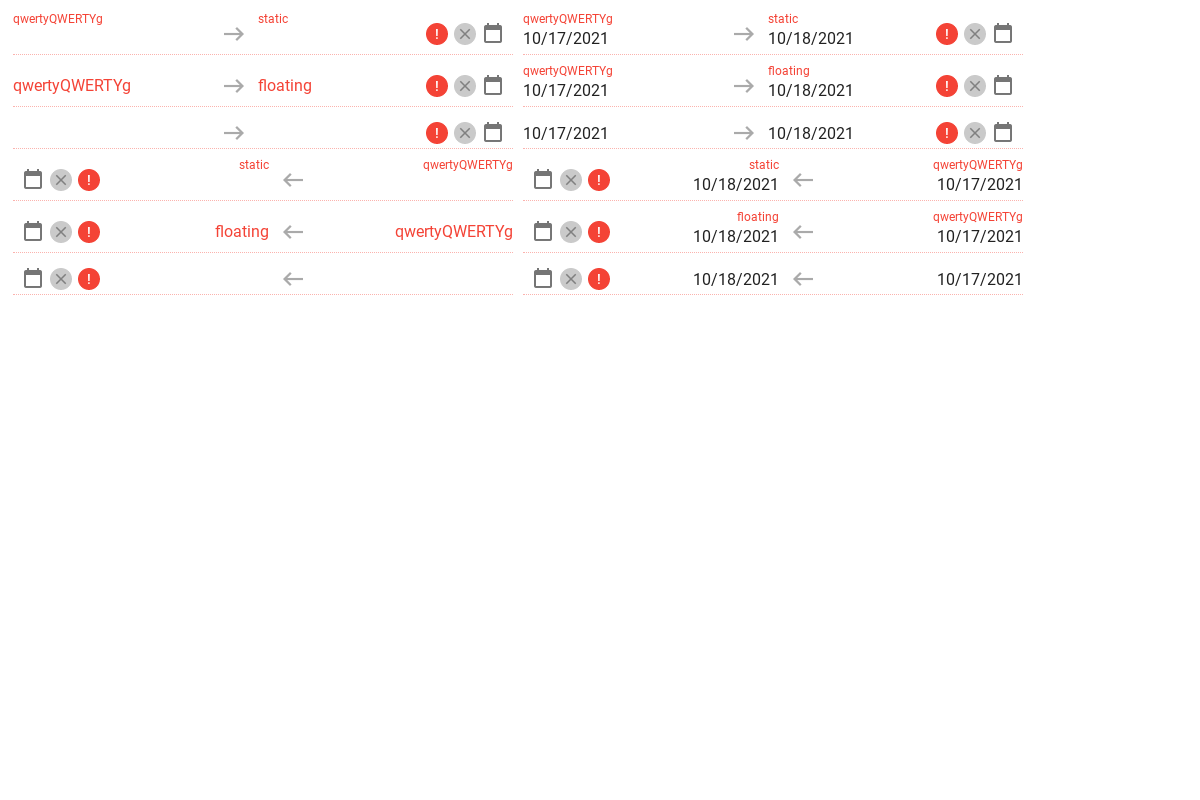 qwertyQWERTYg static qwertyQWERTYg static
10/17/2021 10/18/2021
qwertyQWERTYg floating qwertyQWERTYg floating
10/17/2021 10/18/2021
10/17/2021 10/18/2021
static qwertyQWERTYg static qwertyQWERTYg
10/18/2021 10/17/2021
floating qwertyQWERTYg floating qwertyQWERTYg
10/18/2021 10/17/2021
10/18/2021 10/17/2021